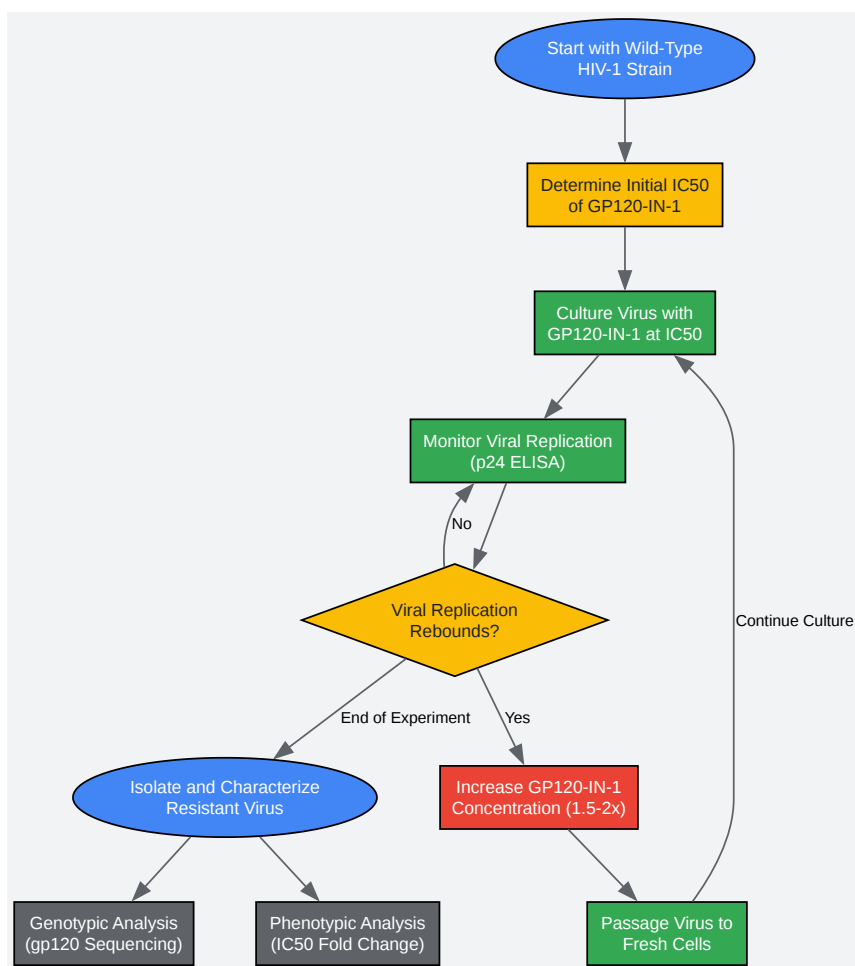 Start with Wild-Type
HIV-1 Strain
Determine Initial IC50
of GP120-IN-1
Culture Virus with
GP120-IN-1 at IC50
Monitor Viral Replication
(p24 ELISA)
No
Viral Replication
Rebounds?
Continue Culture
End of Experiment
Yes
Isolate and Characterize
Resistant Virus
Increase GP120-IN-1
Concentration (1.5-2x)
Genotypic Analysis
(gp120 Sequencing)
Phenotypic Analysis
(IC50 Fold Change)
Passage Virus to
Fresh Cells